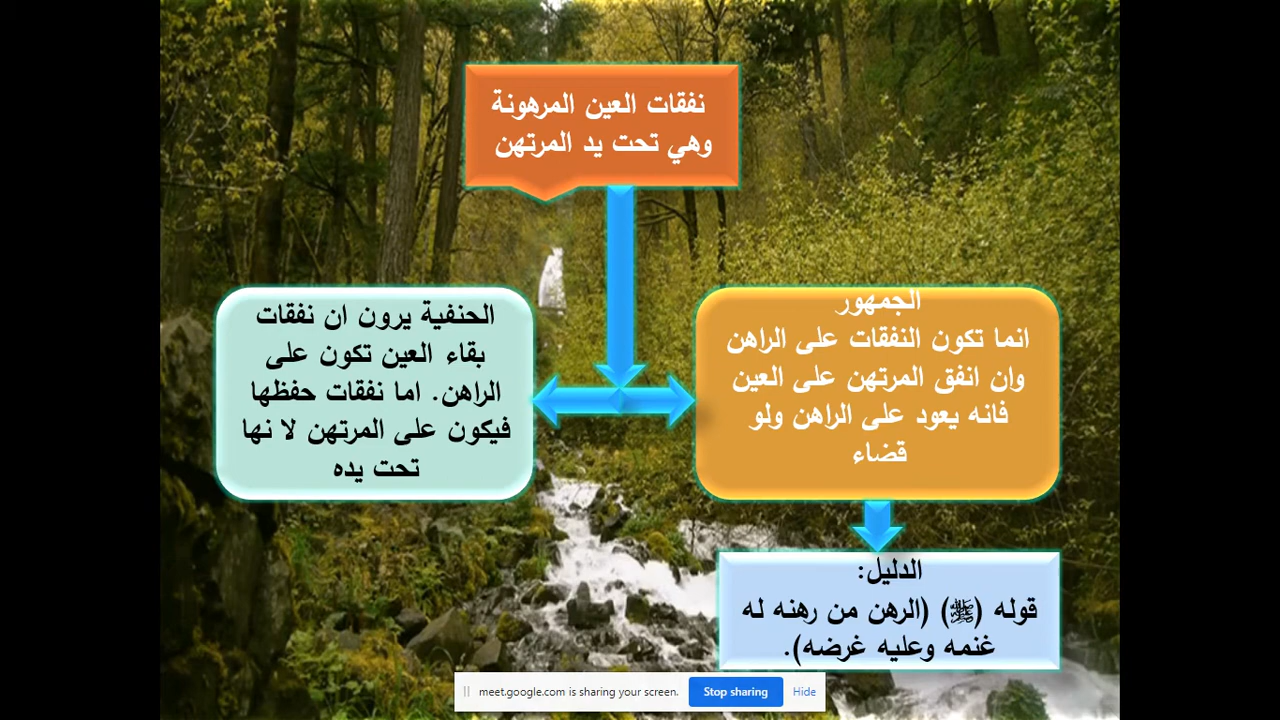 نفقات العين المرهونة
وهي تحت يد المرتهن
الجمهور
انما تكون النفقات على الراهن
وان انفق المرتهن على العين
فانه يعود على الراهن ولو
قضاء
الحنفية يرون ان نفقات
بقاء العين تكون على
الراهن. اما نفقات حفظها
فيكون على المرتهن لا نها
تحت يده
الدليل:
قوله (ﷺ) (الرهن من رهنه له
غنمه وعليه غرضه).
meet.google.com is sharing your screen.
Stop sharing
Hide